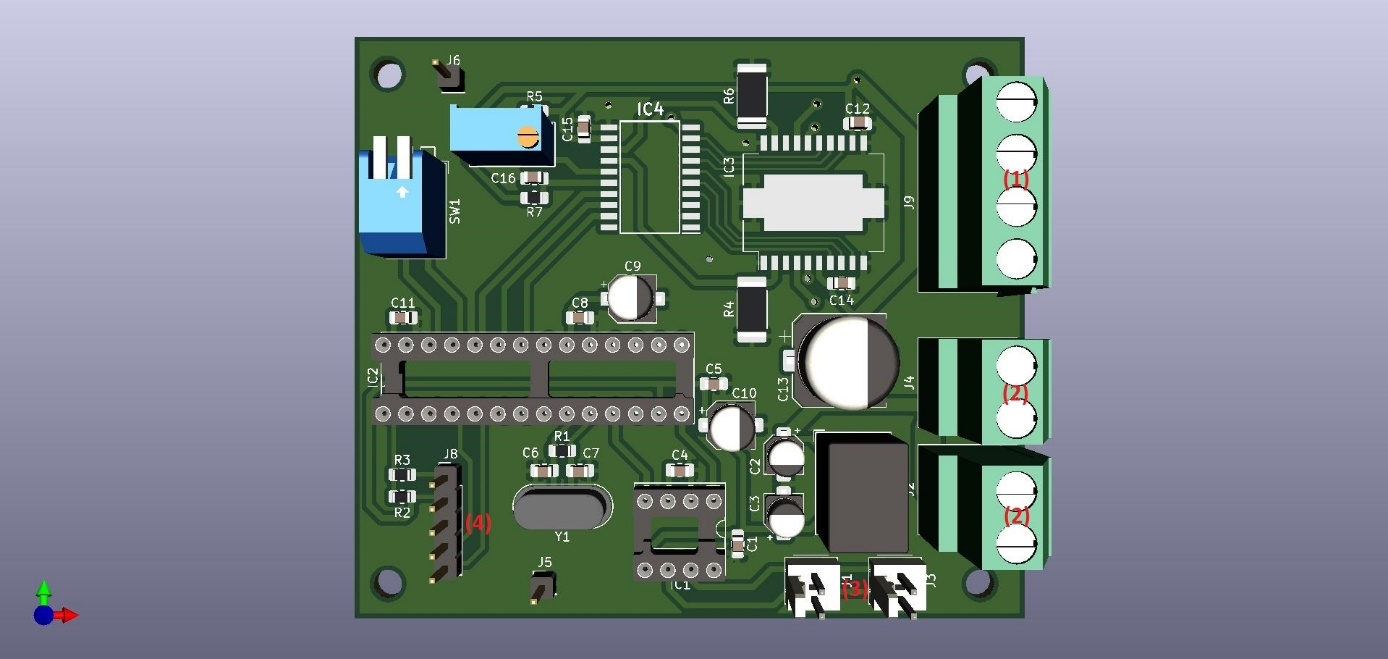 J6
R5
IC4
R6
C12
C15
IC3
(1)
C16
R7
SW1
J9
C9
C11
C8
R4
C14
C13
IC2
C5
J4
(2)
C10
R1
C2
R3
J8
C6
C7
C4
J2
R2
(4)
C3
(2)
Y1
C1
J5
C1
(3)
J3